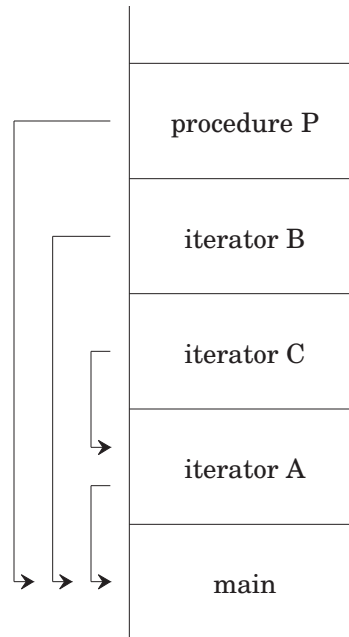 procedure P
iterator B
iterator C
iterator A
main